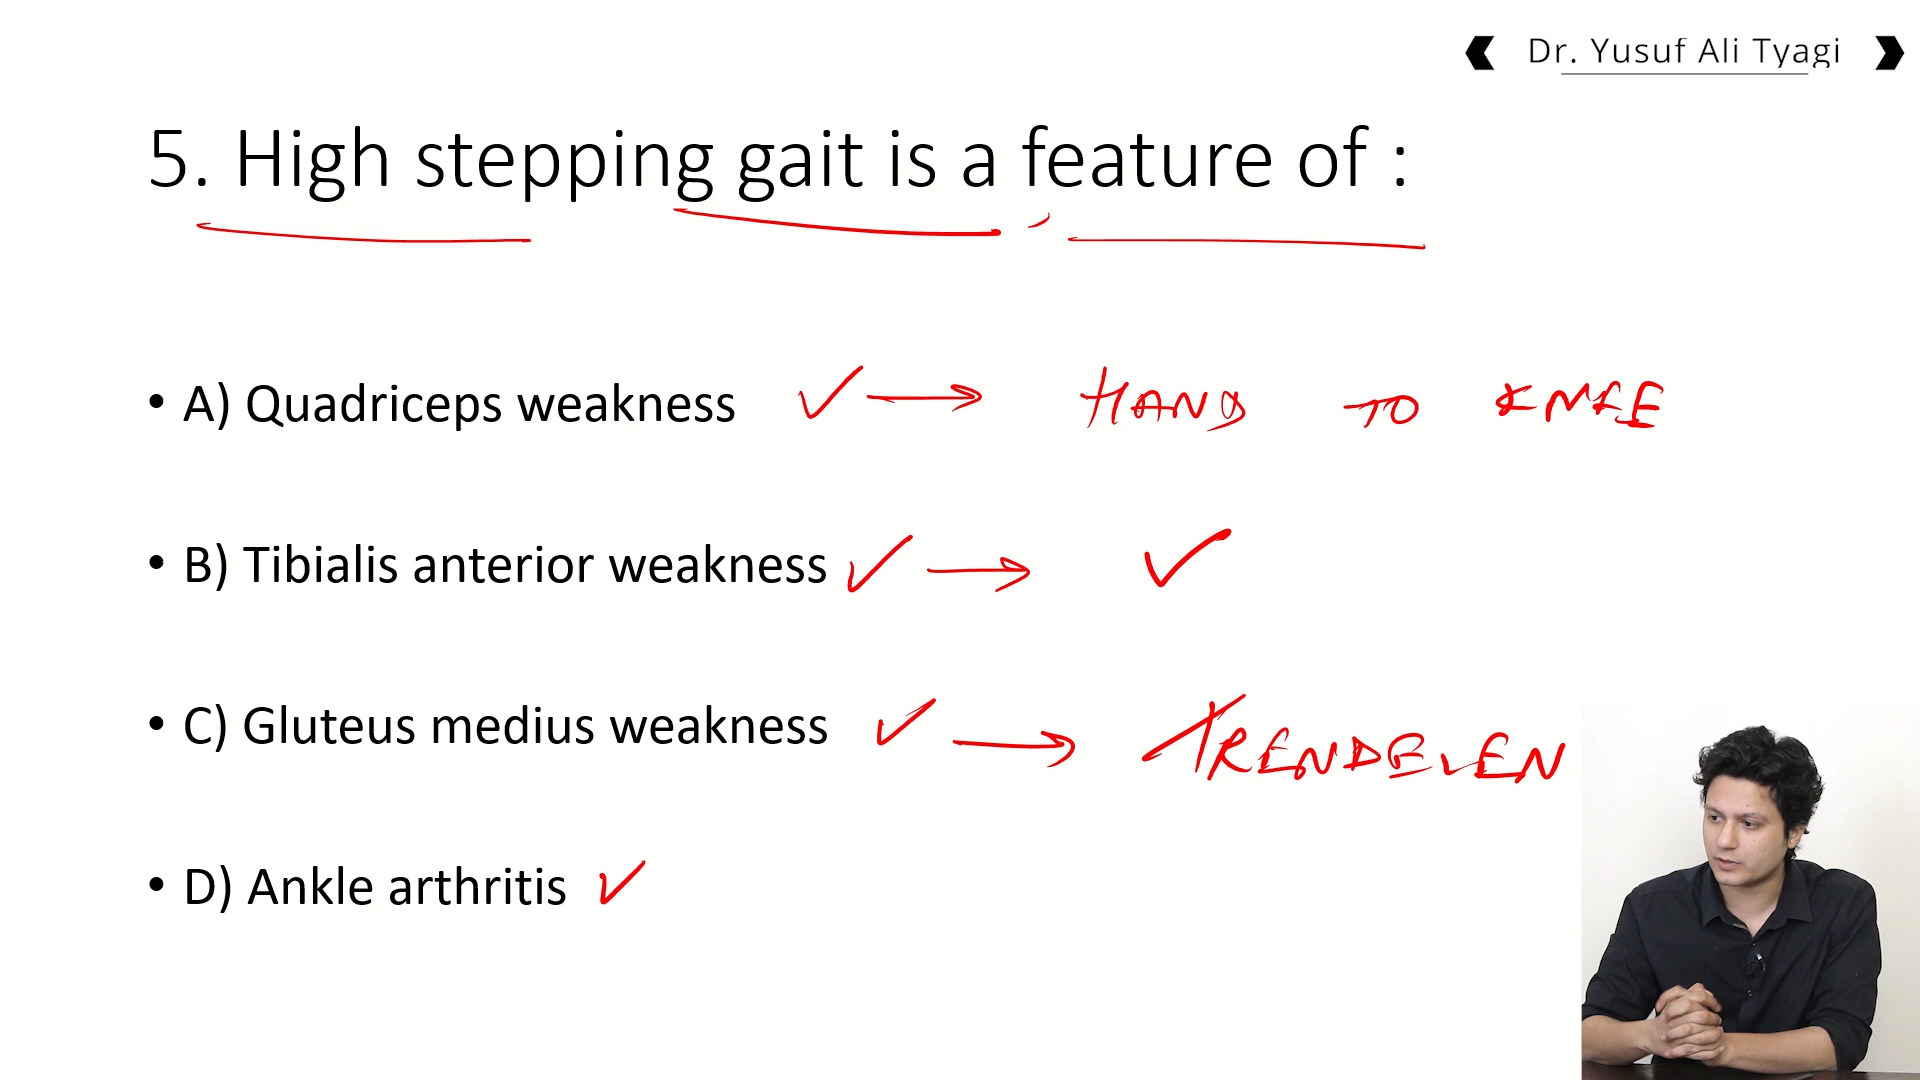 Dr. Yusuf Ali Tyagi
5. High stepping gait is a feature of :
• A) Quadriceps weakness ✓ → HAND TO KNEE
• B) Tibialis anterior weakness ✓ → ✓
• C) Gluteus medius weakness ✓ → TRENDELEN
• D) Ankle arthritis ✓